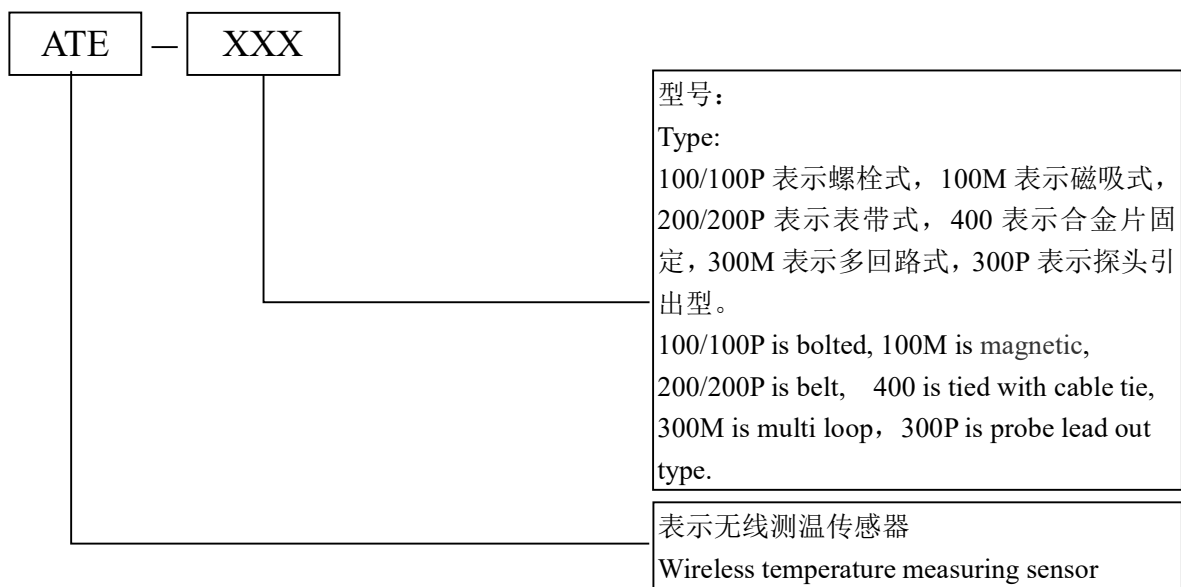 ATE — XXX
型号：
Type:
100/100P 表示螺栓式，100M 表示磁吸式，
200/200P 表示表带式，400 表示合金片固
定，300M 表示多回路式，300P 表示探头引
出型。
100/100P is bolted, 100M is magnetic,
200/200P is belt, 400 is tied with cable tie,
300M is multi loop，300P is probe lead out
type.
表示无线测温传感器
Wireless temperature measuring sensor